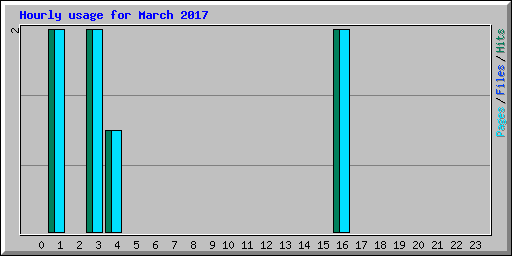 Hourly usage for March 2017
2
Pages/Files/Hits
0 1 2 3 4 5 6 7 8 9 10 11 12 13 14 15 16 17 18 19 20 21 22 23